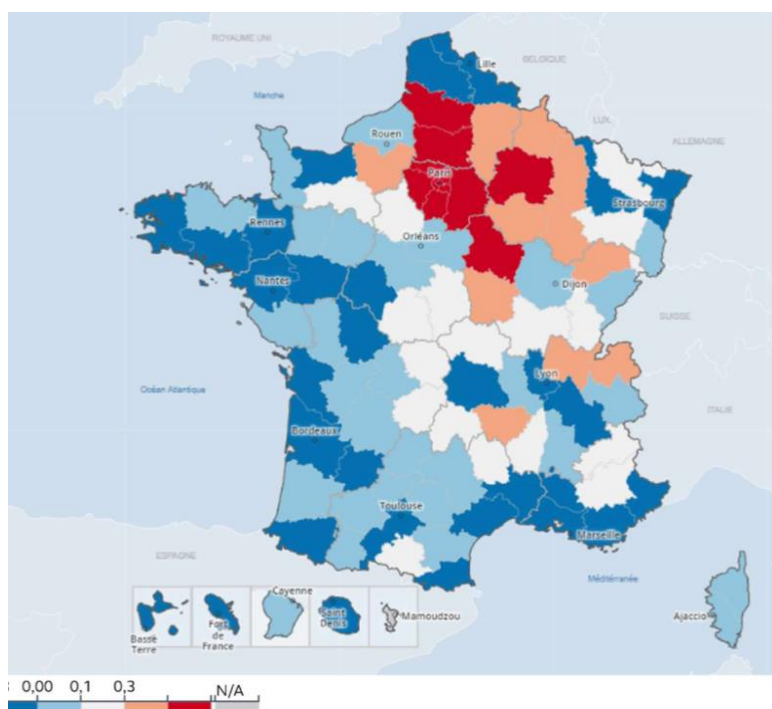 ROYAUME UNI
BELGIQUE
Lille
Manche
LUX.
ALLEMAGNE
Rouen
Paris
Strasbourg
Rennes
Orléans
Nantes
Dijon
SUISSE
Lyon
Océan Atlantique
ITALIE
Bordeaux
Toulouse
Marseille
ESPAGNE
Méditérranée
Cayenne
Ajaccio
Mamoudzou
Saint
Denis
Fort
de
France
Basse
Terre
0,00 0,1 0,3 N/A